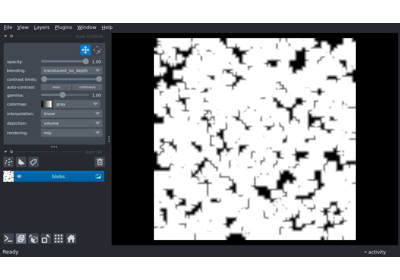 File View Layers Plugins Window Help
opacity: 1.00
blending: translucent_no_depth
contrast limits:
auto-contrast: once continuous
gamma: 1.00
colormap: gray
interpolation: linear
depiction: volume
rendering: mip
blobs
Ready activity